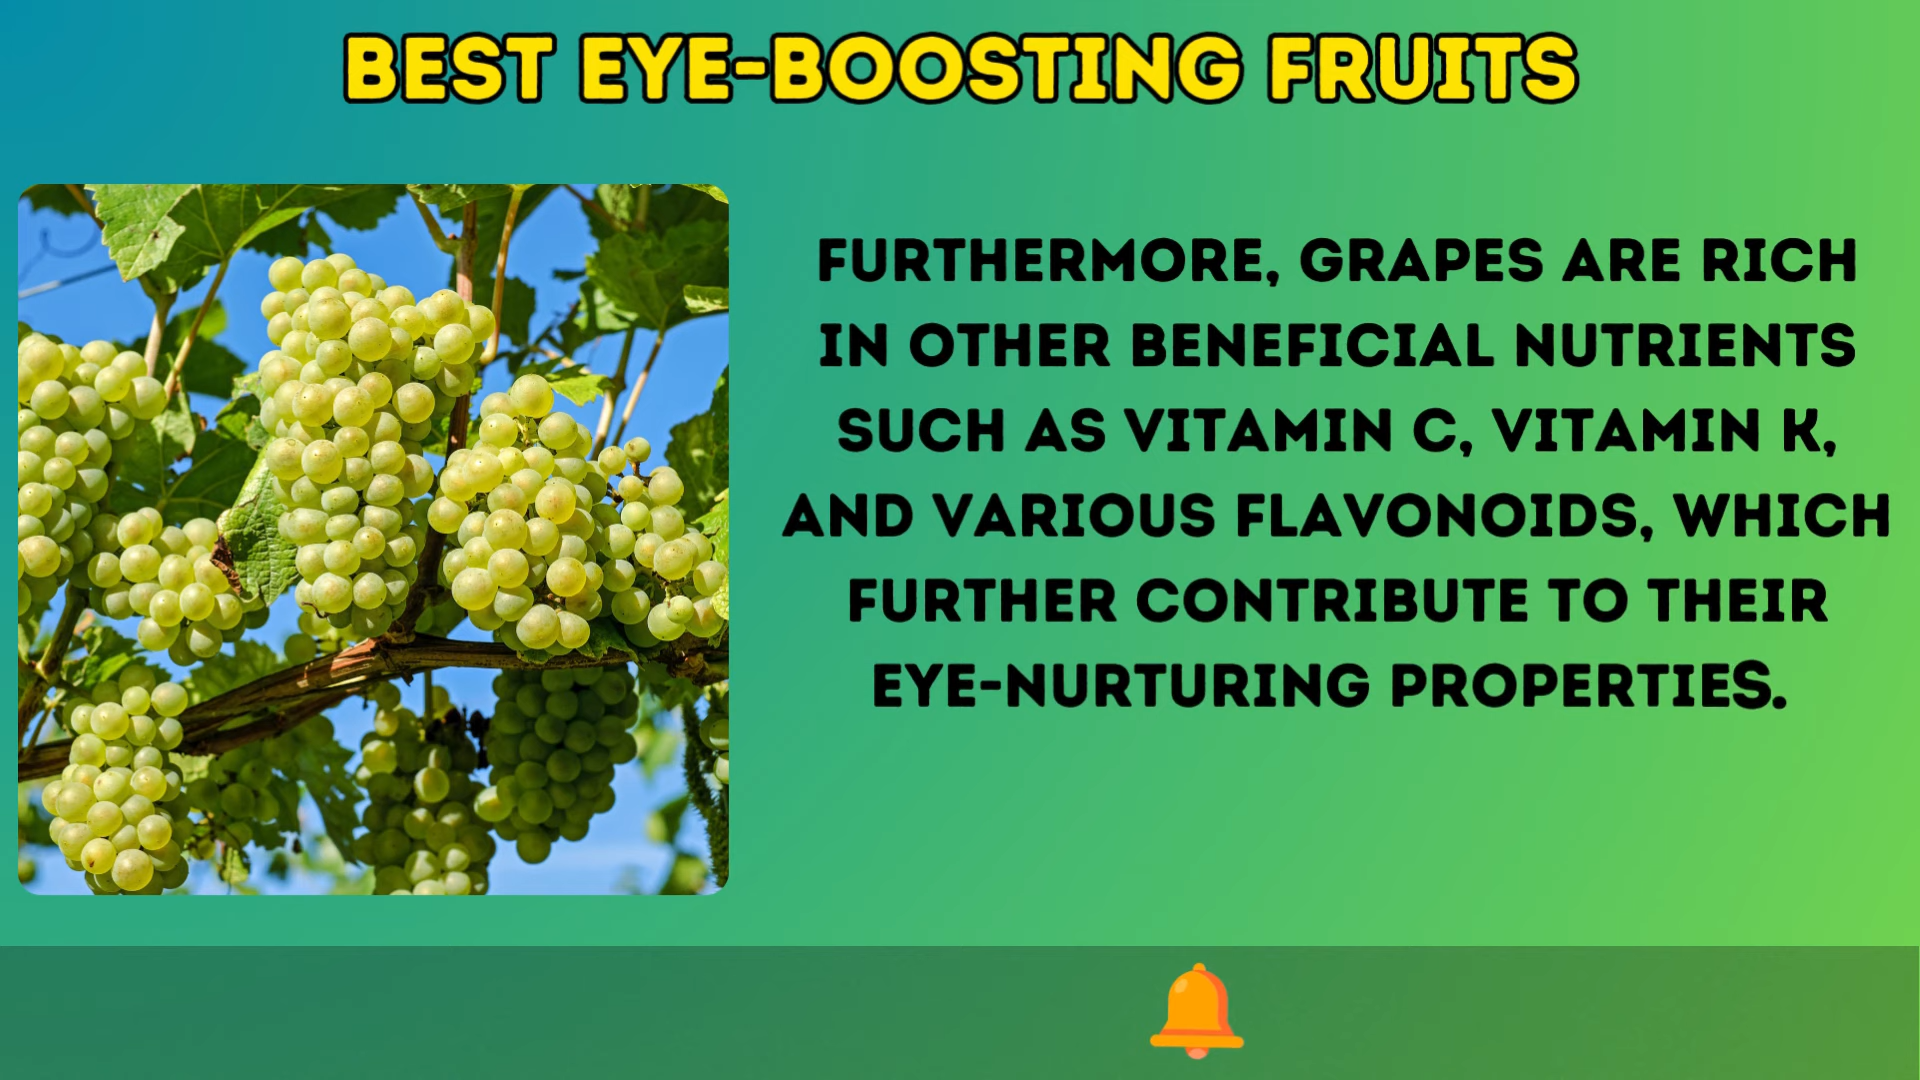 BEST EYE-BOOSTING FRUITS
FURTHERMORE, GRAPES ARE RICH
IN OTHER BENEFICIAL NUTRIENTS
SUCH AS VITAMIN C, VITAMIN K,
AND VARIOUS FLAVONOIDS, WHICH
FURTHER CONTRIBUTE TO THEIR
EYE-NURTURING PROPERTIES.